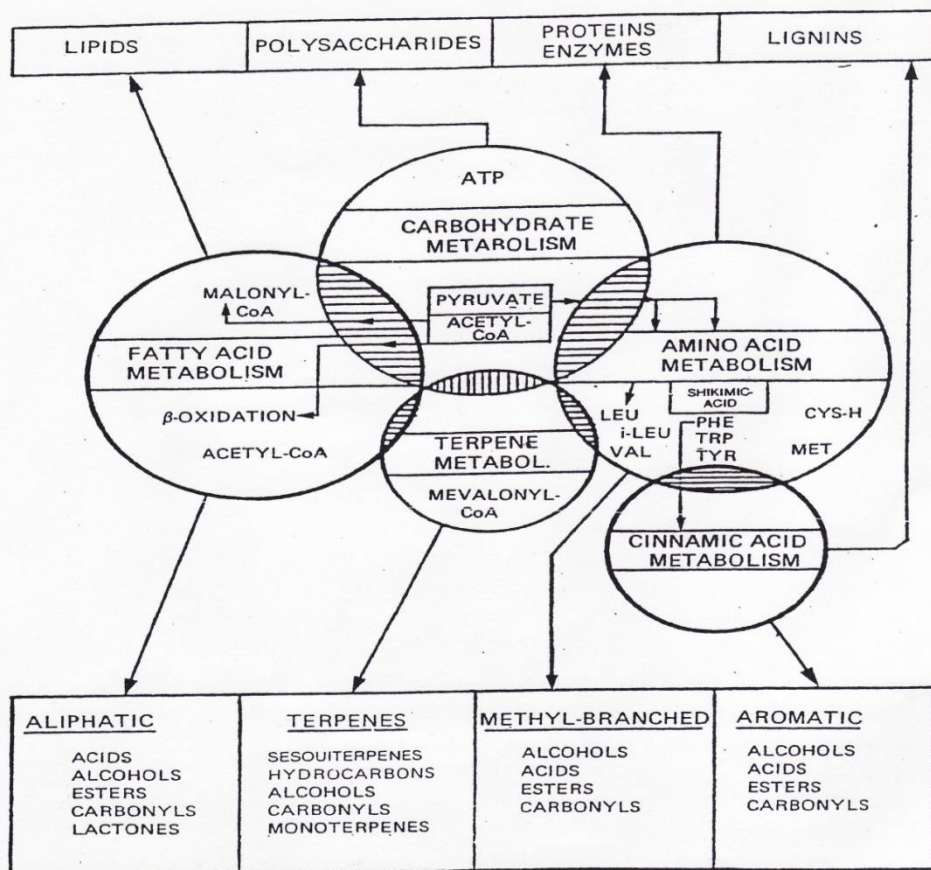 LIPIDS
POLYSACCHARIDES
PROTEINS
ENZYMES
LIGNINS
ATP
CARBOHYDRATE
METABOLISM
MALONYL-
CoA
PYRUVATE
ACETYL-
CoA
FATTY ACID
METABOLISM
AMINO ACID
METABOLISM
β-OXIDATION
ACETYL-CoA
SHIKIMIC-
ACID
LEU
i-LEU
VAL
PHE
TRP
TYR
CYS-H
MET
TERPENE
METABOL.
MEVALONYL-
CoA
CINNAMIC ACID
METABOLISM
ALIPHATIC
ACIDS
ALCOHOLS
ESTERS
CARBONYLS
LACTONES
TERPENES
SESOUITERPENES
HYDROCARBONS
ALCOHOLS
CARBONYLS
MONOTERPENES
METHYL-BRANCHED
ALCOHOLS
ACIDS
ESTERS
CARBONYLS
AROMATIC
ALCOHOLS
ACIDS
ESTERS
CARBONYLS